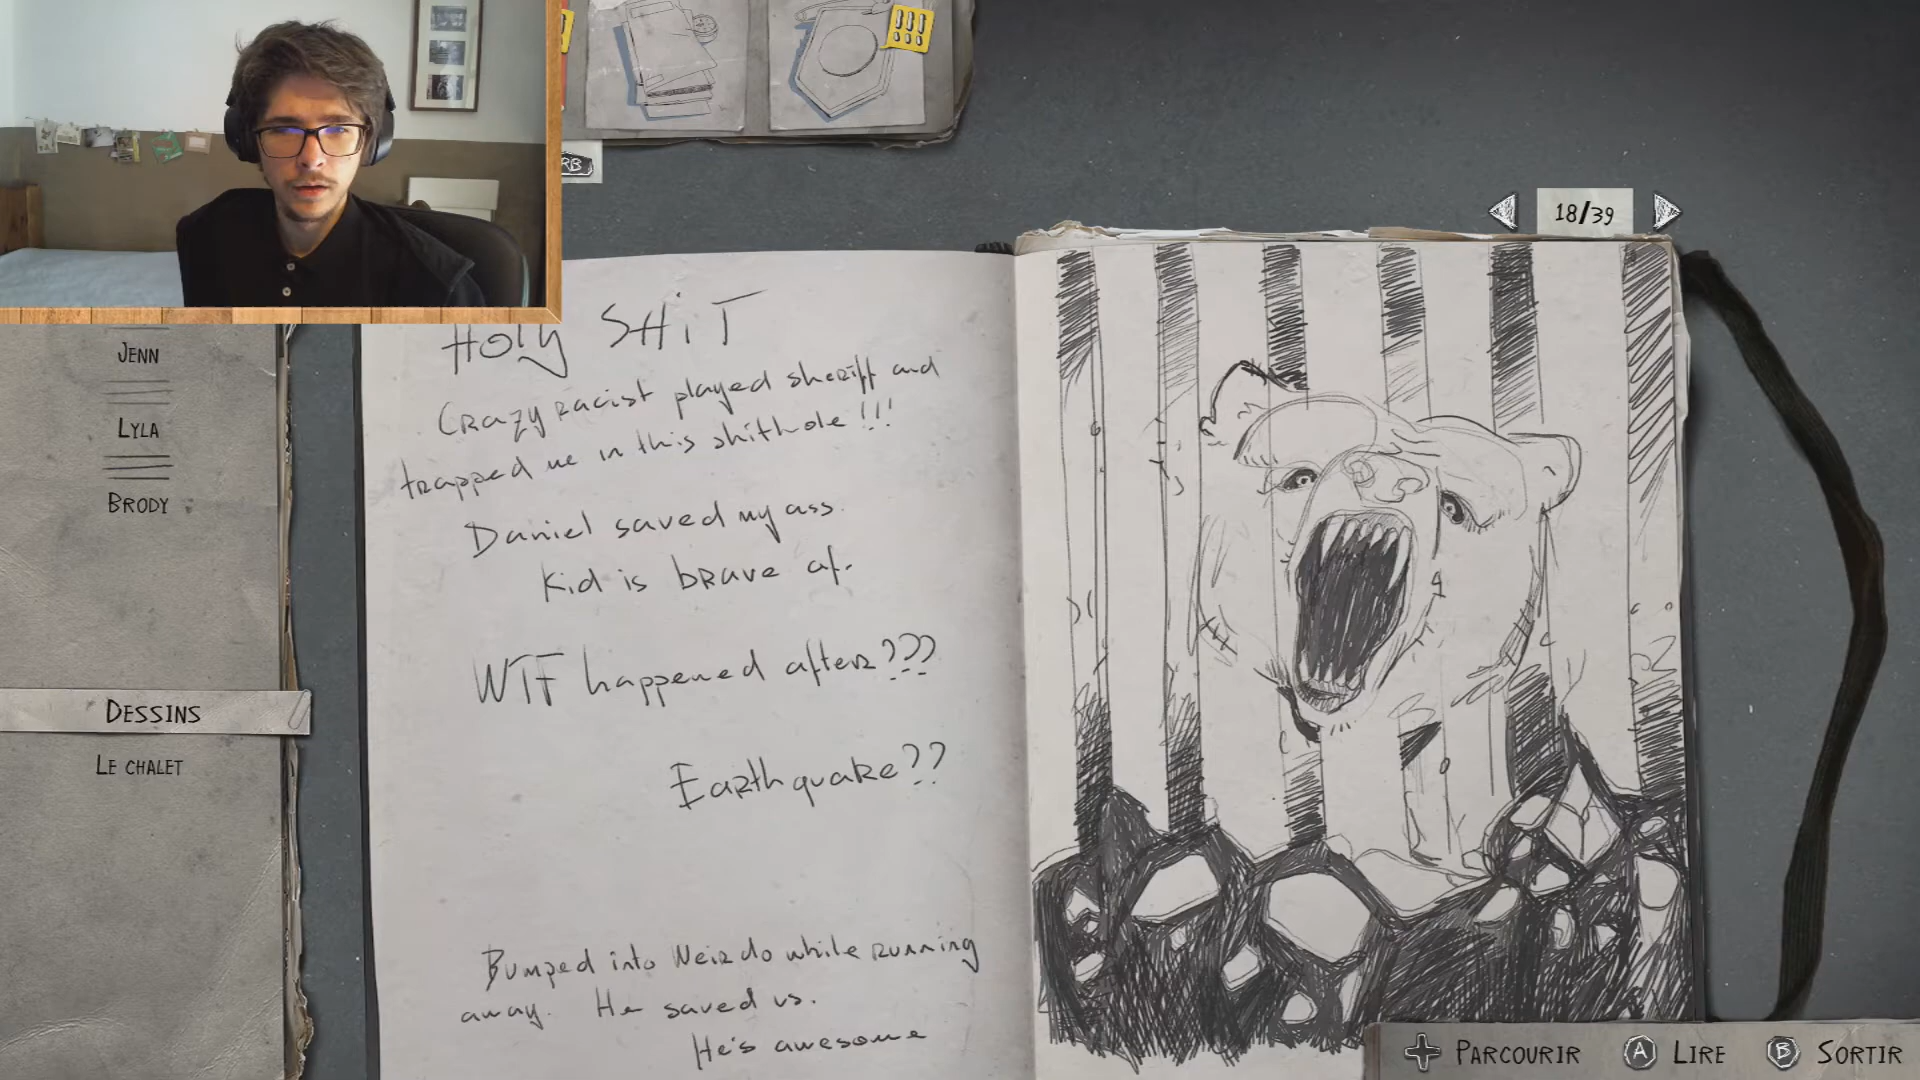 RB
18/39
JENN
LYLA
BRODY
DESSINS
LE CHALET
HOLY SHIT
CRAZY RACIST played sheriff and
trapped me in this shithole!!!
Daniel saved my ass.
Kid is brave af.
WTF happened after???
Earthquake??
Bumped into Weirdo while running
away. He saved us.
He's awesome
PARCOURIR
A LIRE
B SORTIR